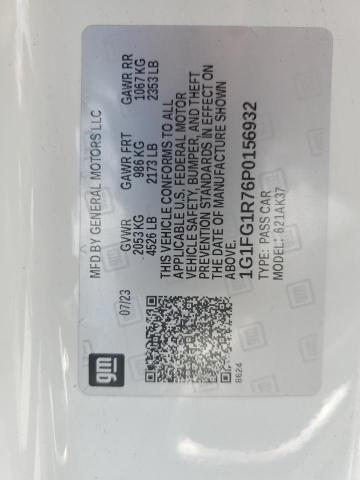 gm
MFD BY GENERAL MOTORS LLC
07/23
GVWR GAWR FRT GAWR RR
2053 KG 986 KG 1067 KG
4526 LB 2173 LB 2353 LB
THIS VEHICLE CONFORMS TO ALL
APPLICABLE U.S. FEDERAL MOTOR
VEHICLE SAFETY, BUMPER, AND THEFT
PREVENTION STANDARDS IN EFFECT ON
THE DATE OF MANUFACTURE SHOWN
ABOVE.
1G1FG1R76P0156932
TYPE: PASS CAR
MODEL: 621AK37
8624